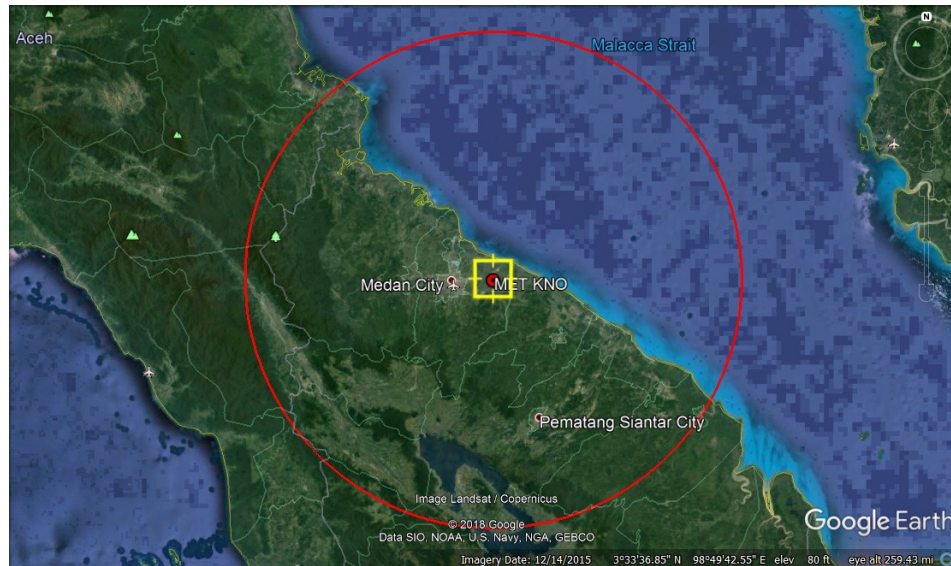 N
Aceh
Malacca Strait
Medan City
MET KNO
Pematang Siantar City
Image Landsat / Copernicus
© 2018 Google
Data SIO, NOAA, U.S. Navy, NGA, GEBCO
Google Earth
Imagery Date: 12/14/2015 3°33'36.85" N 98°49'42.55" E elev 80 ft eye alt 259.43 mi